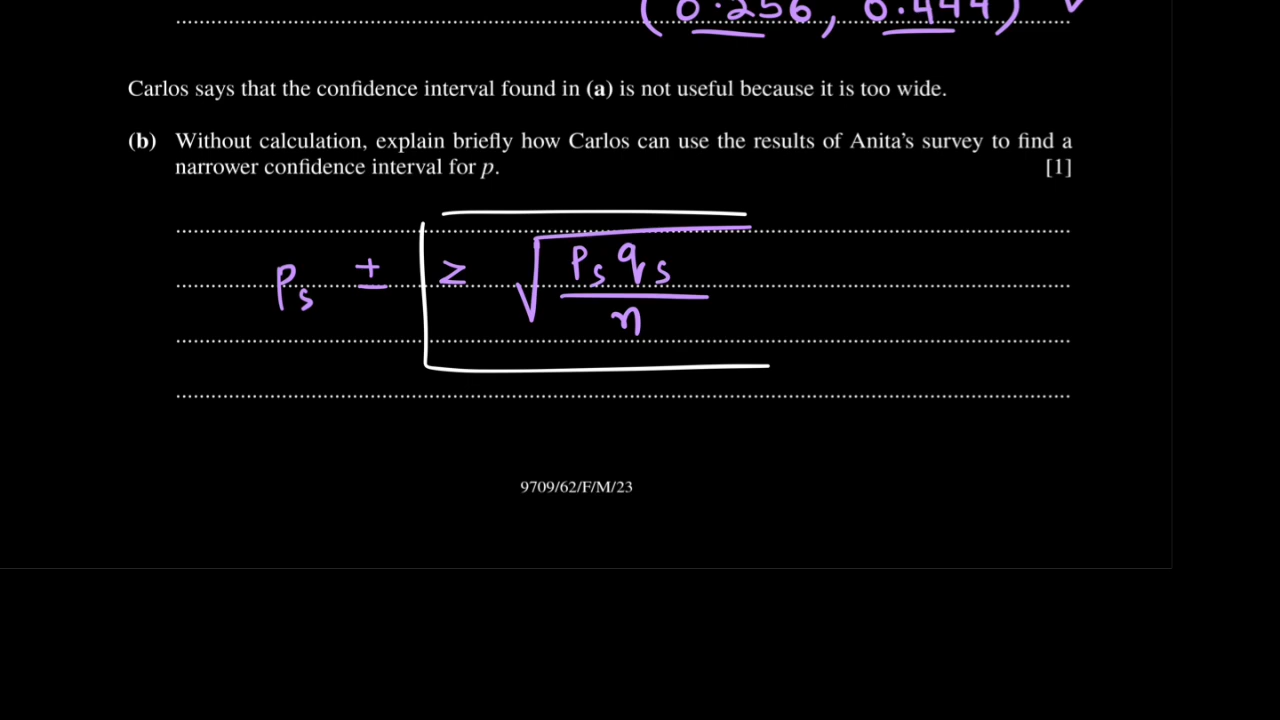 (0.256, 0.444) ✓
Carlos says that the confidence interval found in (a) is not useful because it is too wide.
(b) Without calculation, explain briefly how Carlos can use the results of Anita's survey to find a
narrower confidence interval for p. [1]
Ps ± z √(Ps qs / n)
9709/62/F/M/23